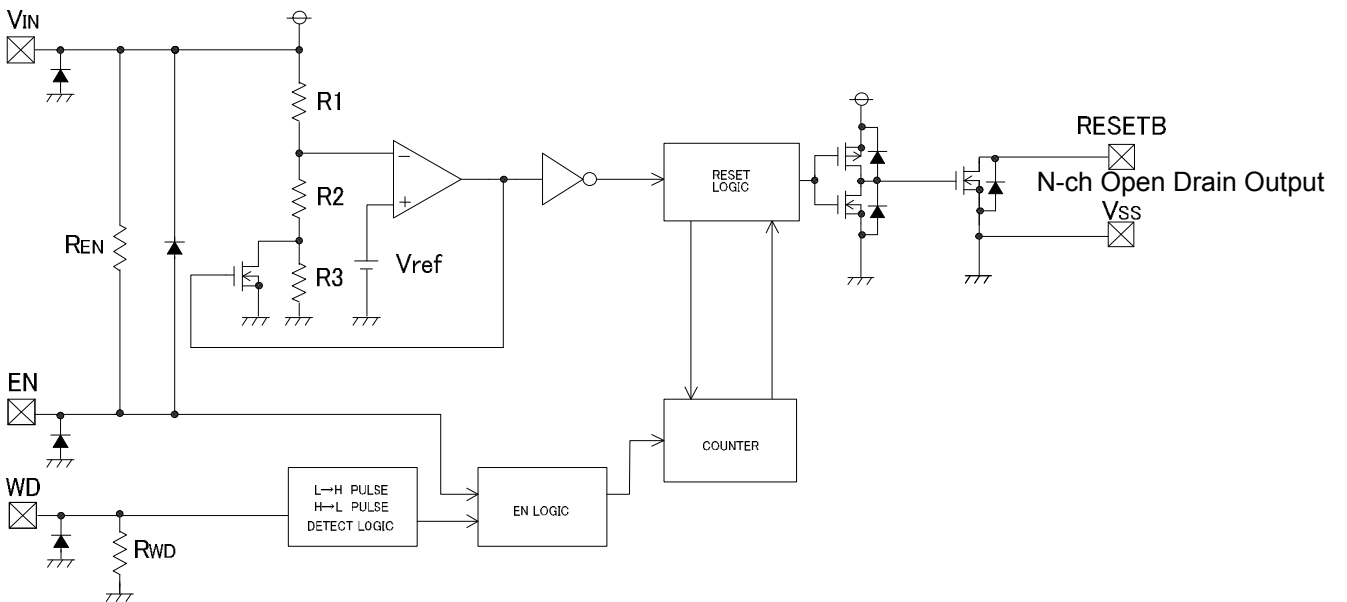 VIN
R1
R2
REN
R3
Vref
RESET
LOGIC
RESETB
N-ch Open Drain Output
VSS
EN
COUNTER
WD
L→H PULSE
H→L PULSE
DETECT LOGIC
EN LOGIC
RWD